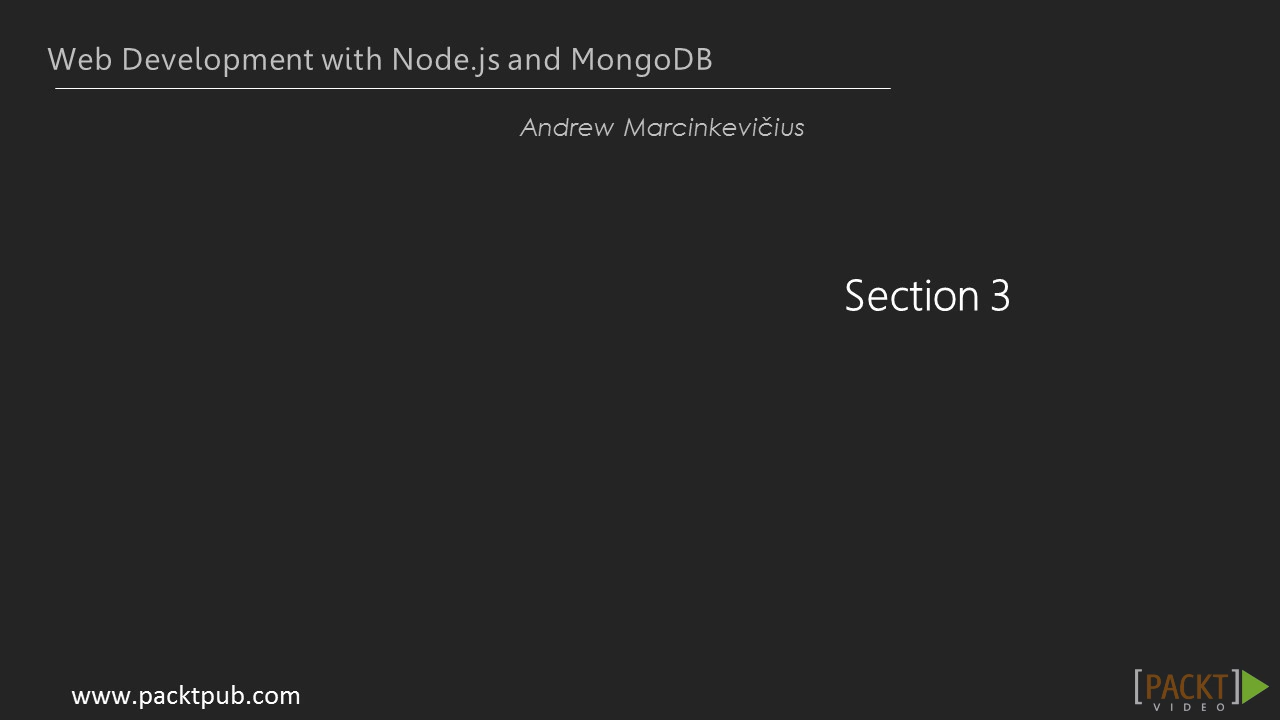 Web Development with Node.js and MongoDB
Andrew Marcinkevičius
Section 3
www.packtpub.com
[PACKT]
VIDEO